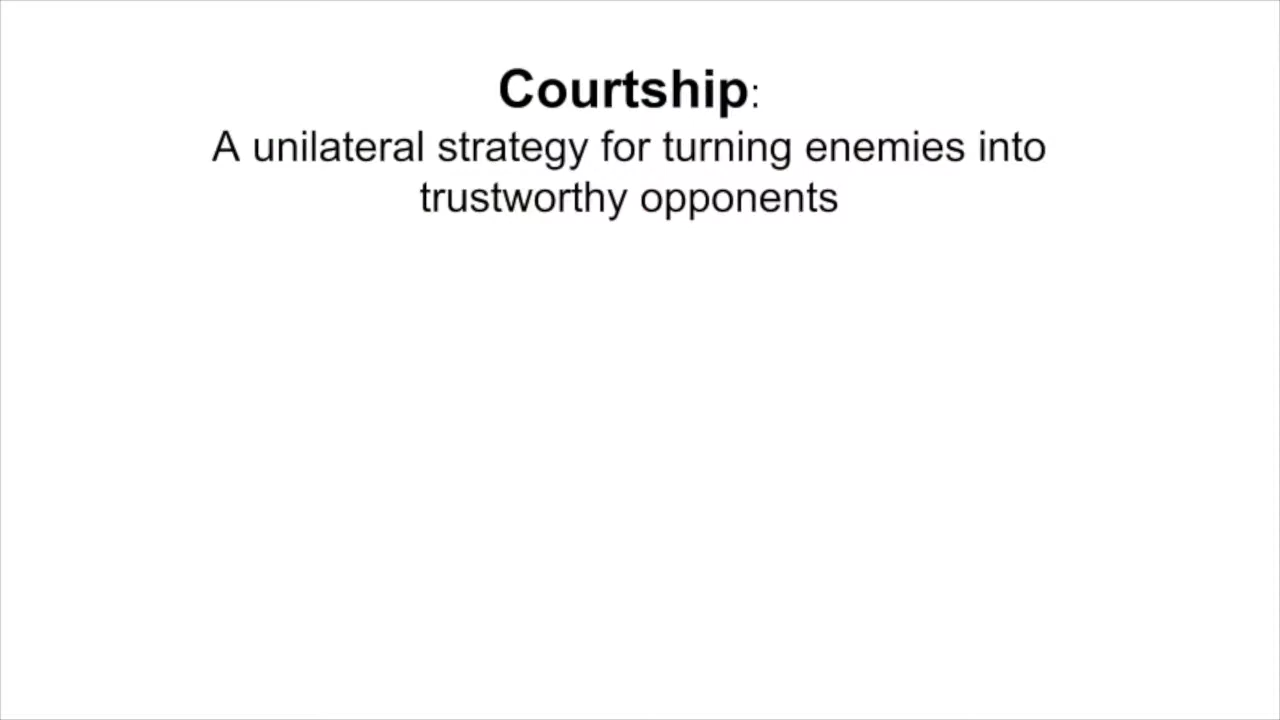 Courtship:
A unilateral strategy for turning enemies into
trustworthy opponents